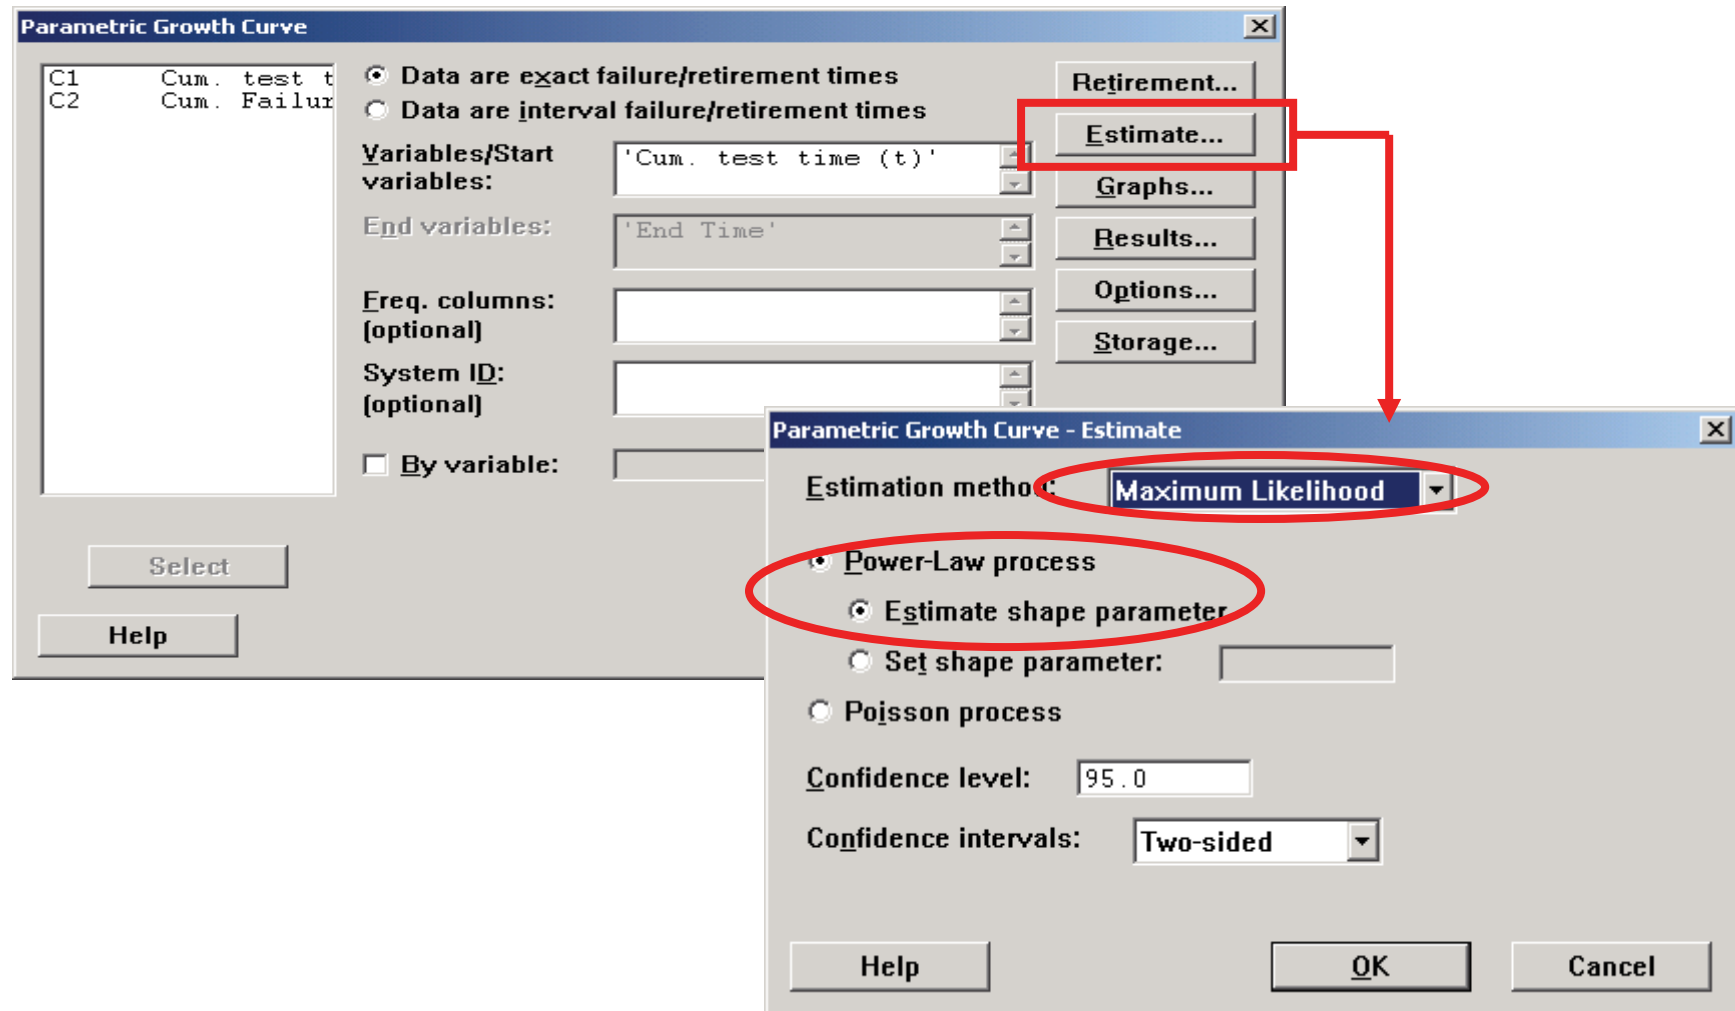 Parametric Growth Curve
C1 Cum. test t
C2 Cum. Failur
Data are exact failure/retirement times
Data are interval failure/retirement times
Variables/Start
variables:
'Cum. test time (t)'
End variables:
'End Time'
Freq. columns:
(optional)
System ID:
(optional)
By variable:
Retirement...
Estimate...
Graphs...
Results...
Options...
Storage...
Select
Help
Parametric Growth Curve - Estimate
Estimation method:
Maximum Likelihood
Power-Law process
Estimate shape parameter
Set shape parameter:
Poisson process
Confidence level:
95.0
Confidence intervals:
Two-sided
Help
OK
Cancel